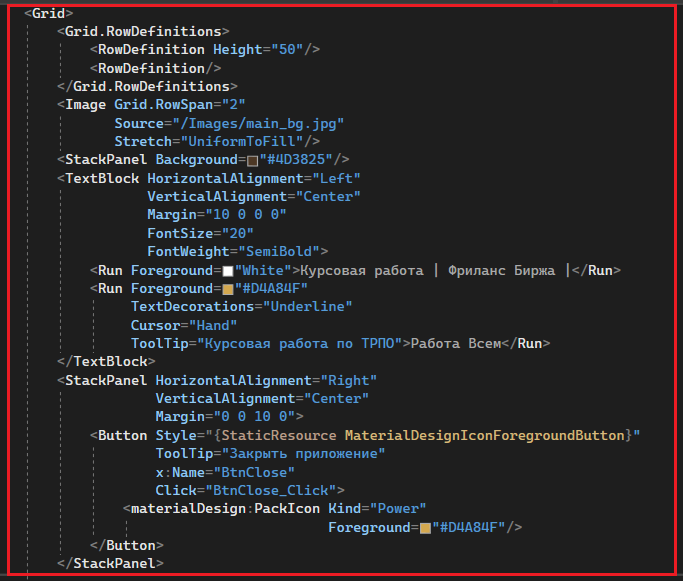 <Grid>
<Grid.RowDefinitions>
<RowDefinition Height="50"/>
<RowDefinition/>
</Grid.RowDefinitions>
<Image Grid.RowSpan="2"
Source="/Images/main_bg.jpg"
Stretch="UniformToFill"/>
<StackPanel Background="#4D3825"/>
<TextBlock HorizontalAlignment="Left"
VerticalAlignment="Center"
Margin="10 0 0 0"
FontSize="20"
FontWeight="SemiBold">
<Run Foreground="White">Курсовая работа | Фриланс Биржа |</Run>
<Run Foreground="#D4A84F"
TextDecorations="Underline"
Cursor="Hand"
ToolTip="Курсовая работа по ТРПО">Работа Всем</Run>
</TextBlock>
<StackPanel HorizontalAlignment="Right"
VerticalAlignment="Center"
Margin="0 0 10 0">
<Button Style="{StaticResource MaterialDesignIconForegroundButton}"
ToolTip="Закрыть приложение"
x:Name="BtnClose"
Click="BtnClose_Click">
<materialDesign:PackIcon Kind="Power"
Foreground="#D4A84F"/>
</Button>
</StackPanel>